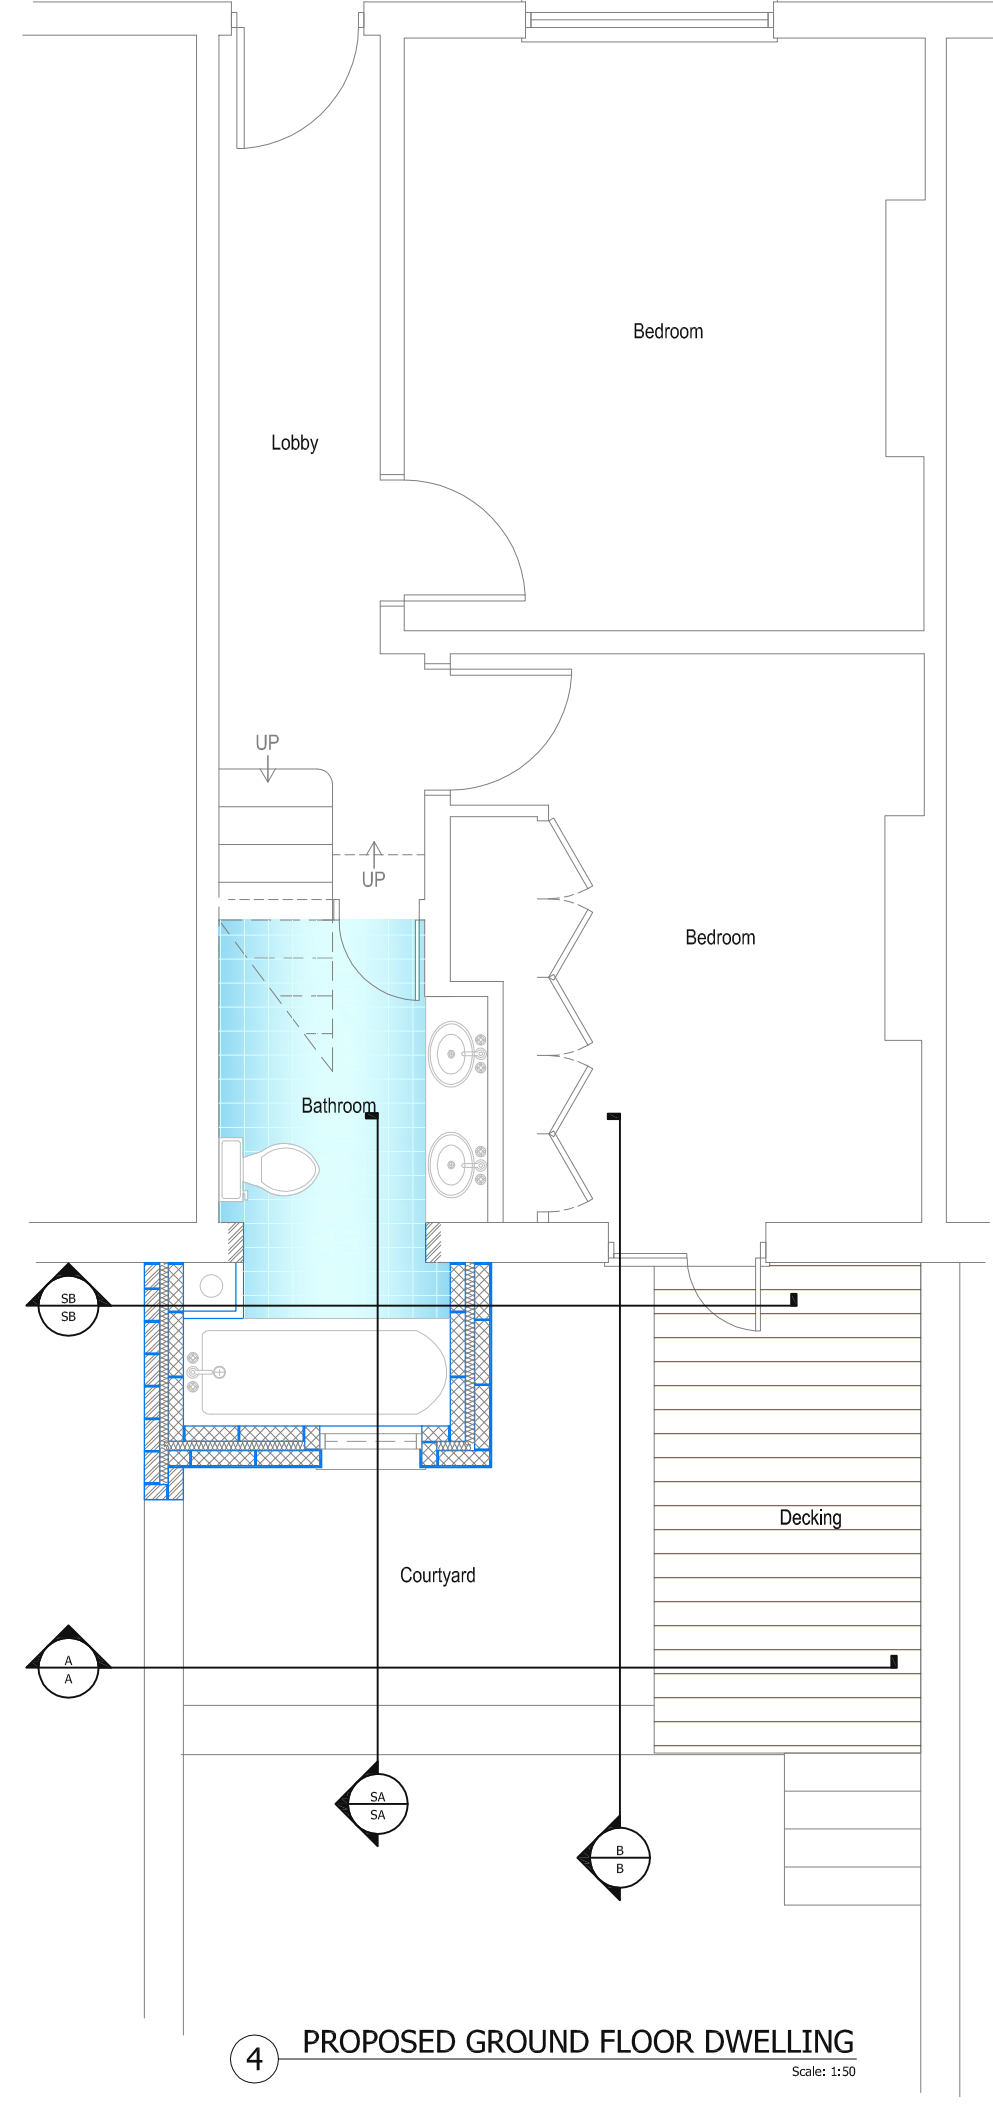 Bedroom
Lobby
UP
UP
Bedroom
Bathroom
SB
SB
Decking
Courtyard
A
A
SA
SA
B
B
4
PROPOSED GROUND FLOOR DWELLING
Scale: 1:50